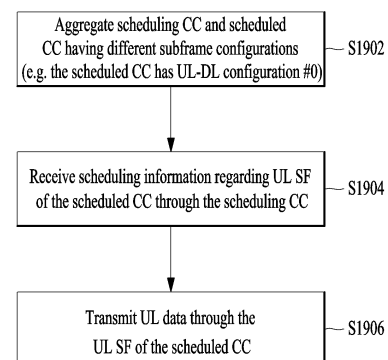 Aggregate scheduling CC and scheduled
CC having different subframe configurations
(e.g. the scheduled CC has UL-DL configuration #0)
S1902
Receive scheduling information regarding UL SF
of the scheduled CC through the scheduling CC
S1904
Transmit UL data through the
UL SF of the scheduled CC
S1906